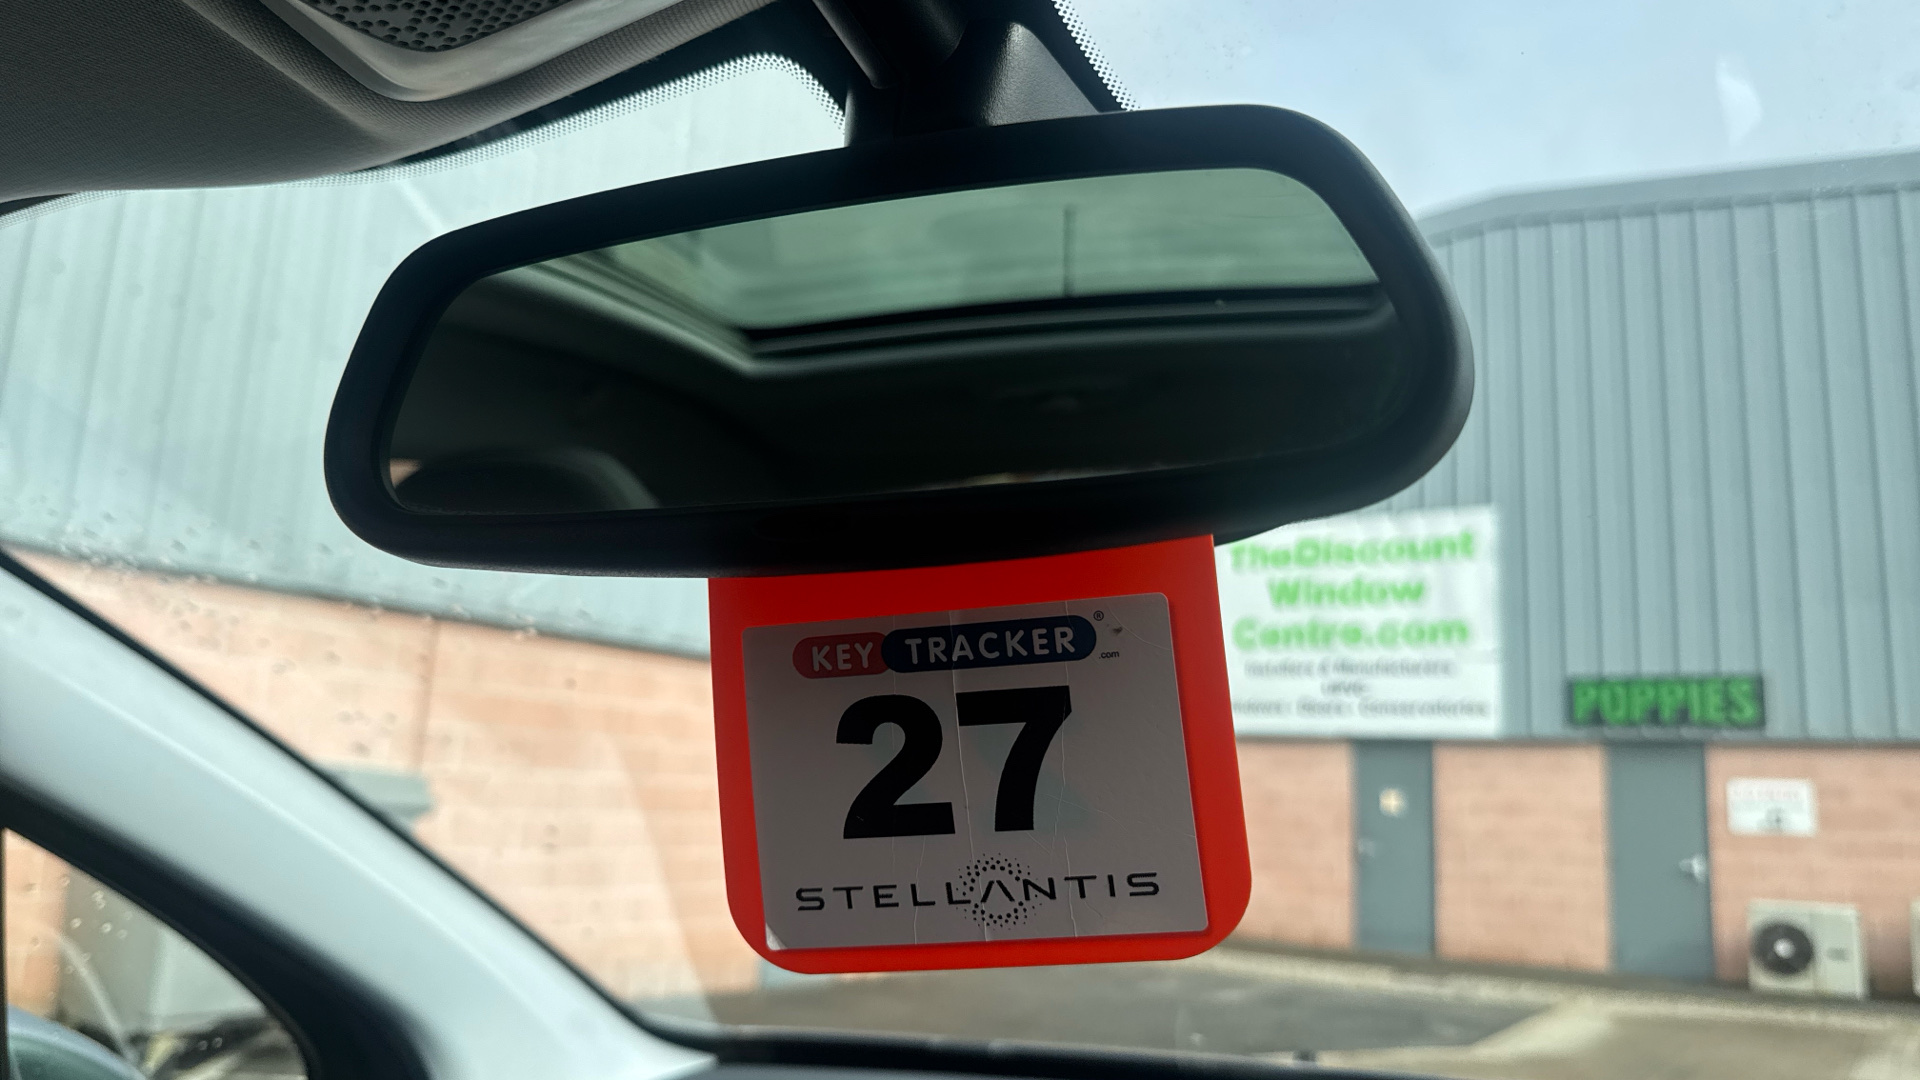 KEY TRACKER®
.com
27
STELLANTIS
TheDiscount
Window
Centre.com
POPPIES